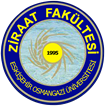 ZİRAAT FAKÜLTESİ
1995
ESKİŞEHİR OSMANGAZİ ÜNİVERSİTESİ